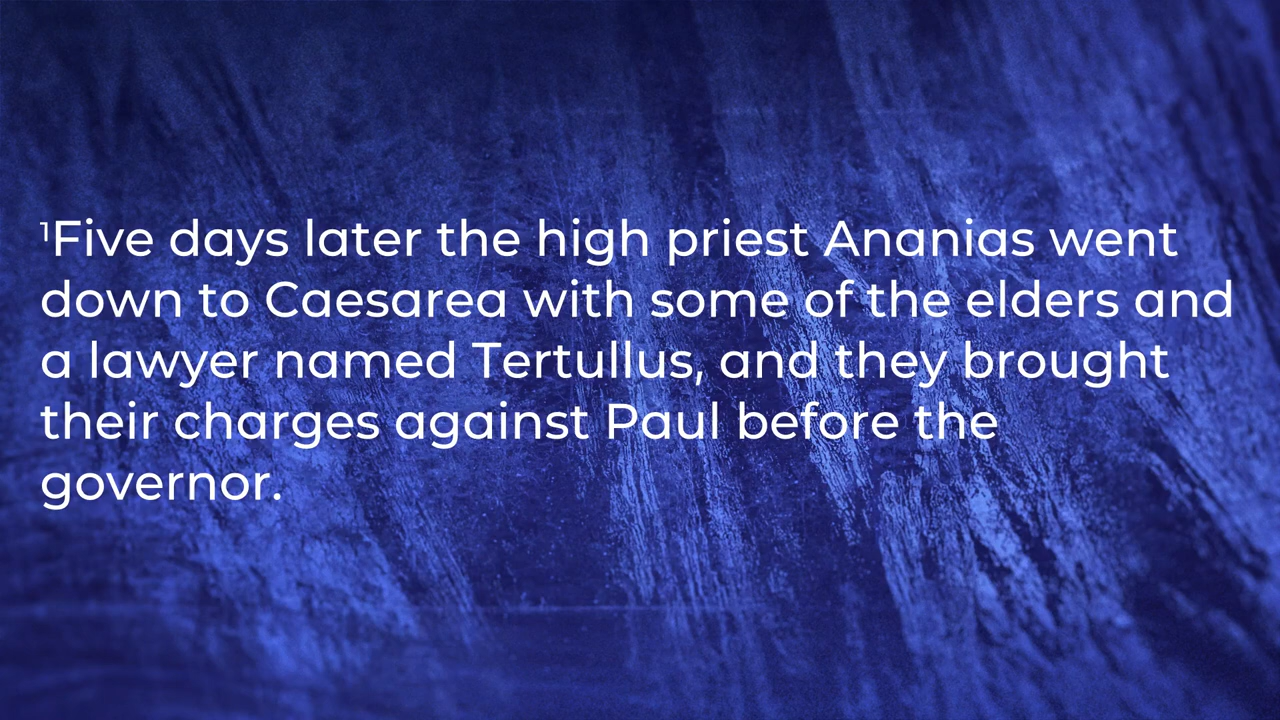 ¹Five days later the high priest Ananias went
down to Caesarea with some of the elders and
a lawyer named Tertullus, and they brought
their charges against Paul before the
governor.